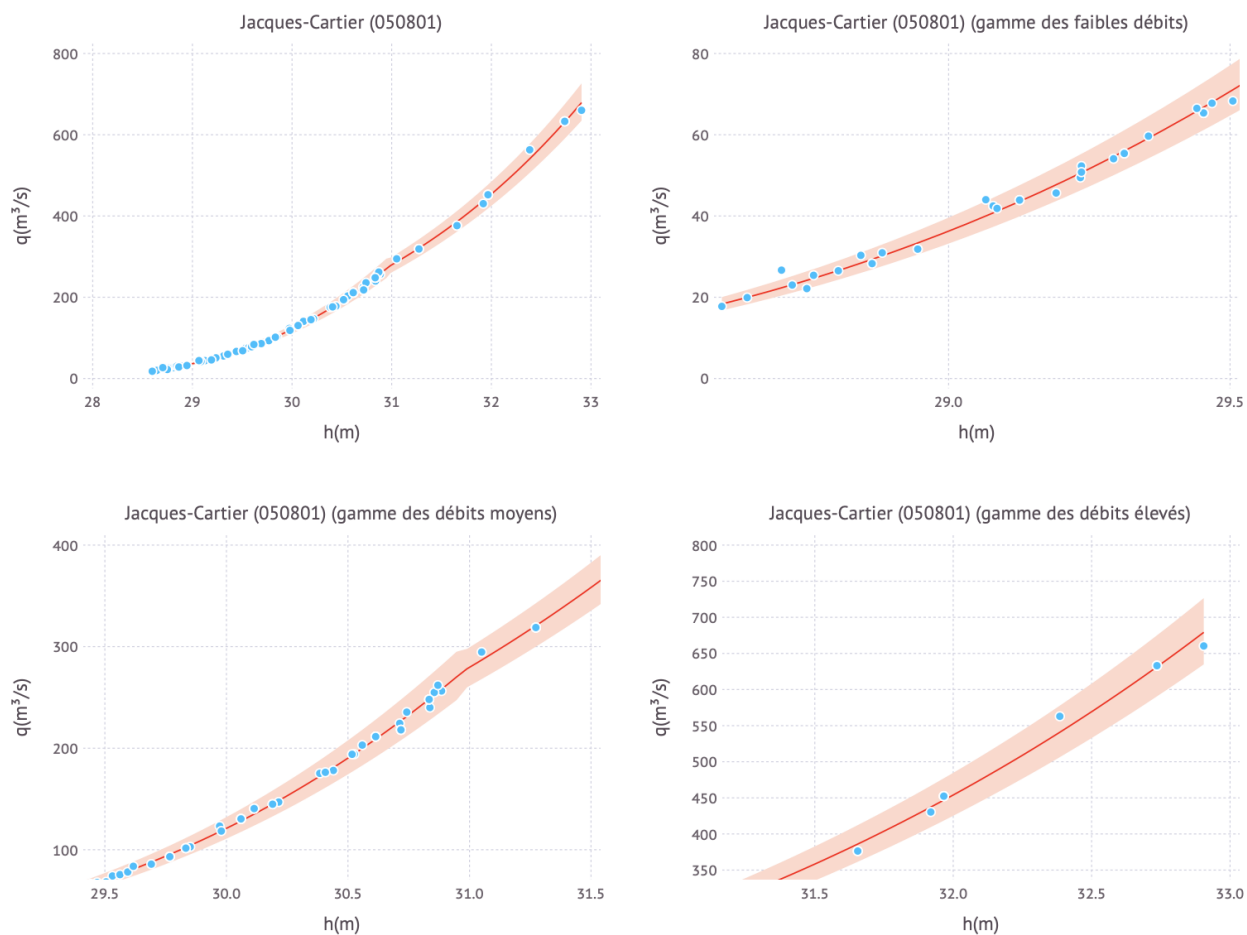 Jacques-Cartier (050801)
800
600
400
200
0
q(m³/s)
28 29 30 31 32 33
h(m)
Jacques-Cartier (050801) (gamme des faibles débits)
80
60
40
20
0
q(m³/s)
29.0 29.5
h(m)
Jacques-Cartier (050801) (gamme des débits moyens)
400
300
200
100
q(m³/s)
29.5 30.0 30.5 31.0 31.5
h(m)
Jacques-Cartier (050801) (gamme des débits élevés)
800
750
700
650
600
550
500
450
400
350
q(m³/s)
31.5 32.0 32.5 33.0
h(m)